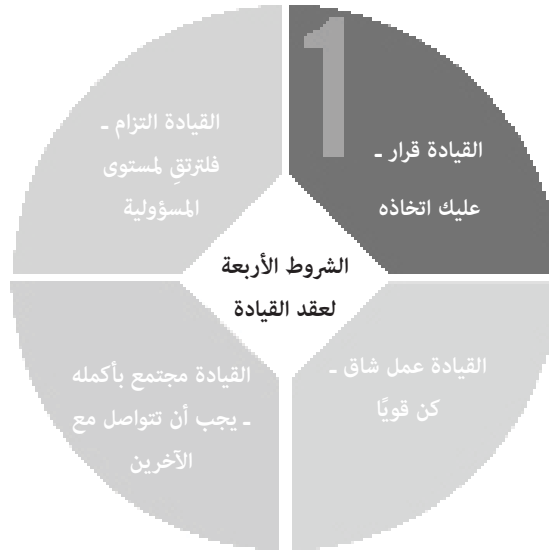 1
القيادة قرار ـ
عليك اتخاذه
القيادة التزام ـ
فلترتقِ لمستوى
المسؤولية
الشروط الأربعة
لعقد القيادة
القيادة عمل شاق ـ
كن قويًا
القيادة مجتمع بأكمله
ـ يجب أن تتواصل مع
الآخرين